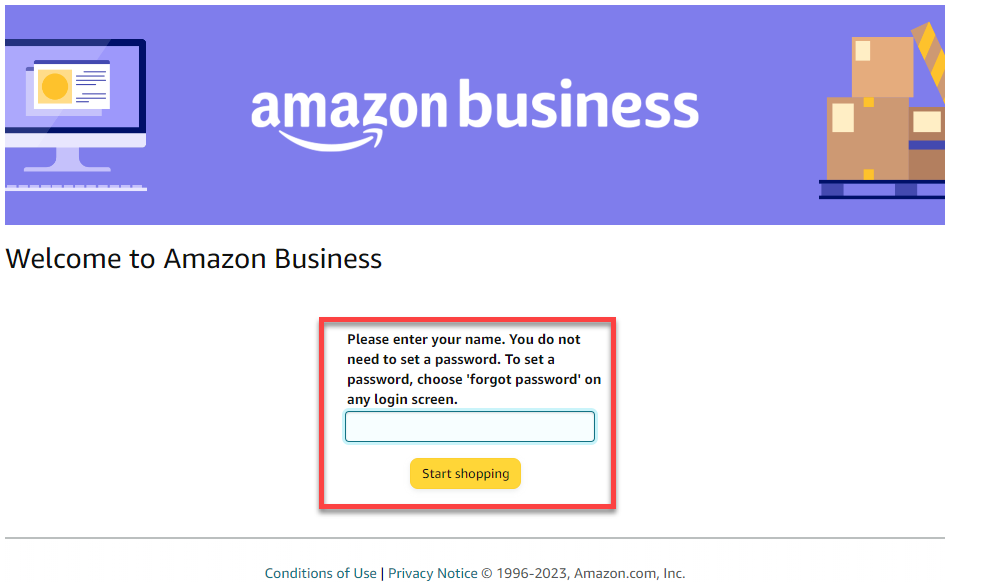 amazon business
Welcome to Amazon Business
Please enter your name. You do not
need to set a password. To set a
password, choose 'forgot password' on
any login screen.
Start shopping
Conditions of Use | Privacy Notice © 1996-2023, Amazon.com, Inc.